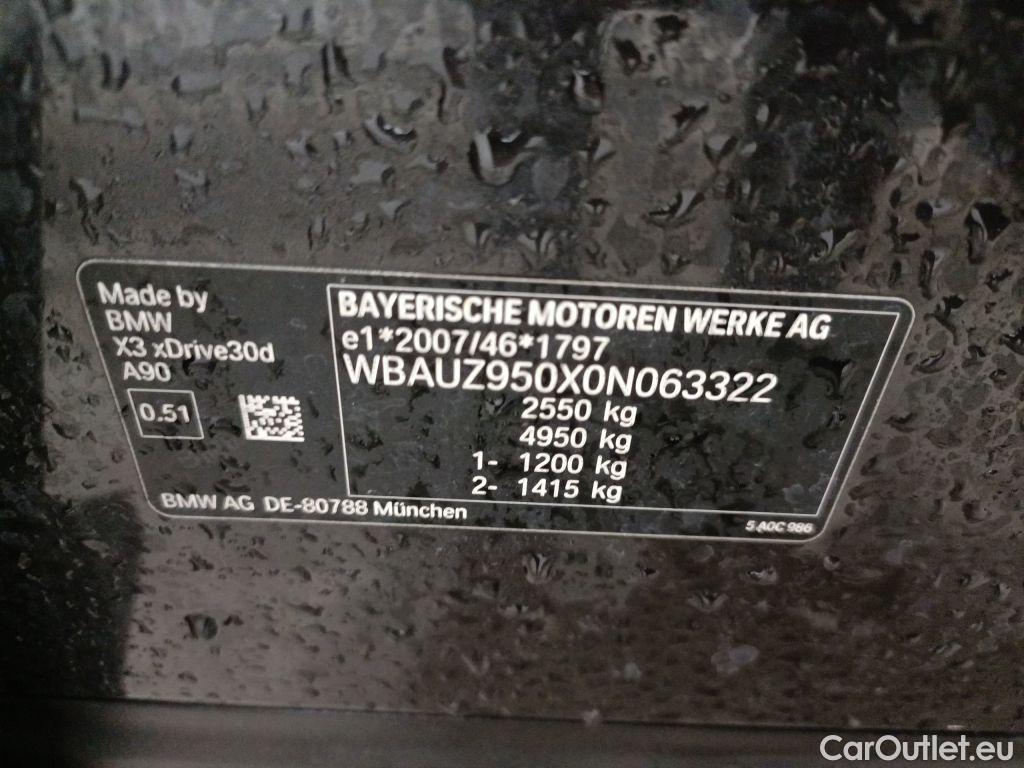 Made by
BMW
X3 xDrive30d
A90
0.51
BAYERISCHE MOTOREN WERKE AG
e1*2007/46*1797
WBAUZ950X0N063322
2550 kg
4950 kg
1- 1200 kg
2- 1415 kg
BMW AG DE-80788 München
5 A0C 986
CarOutlet.eu